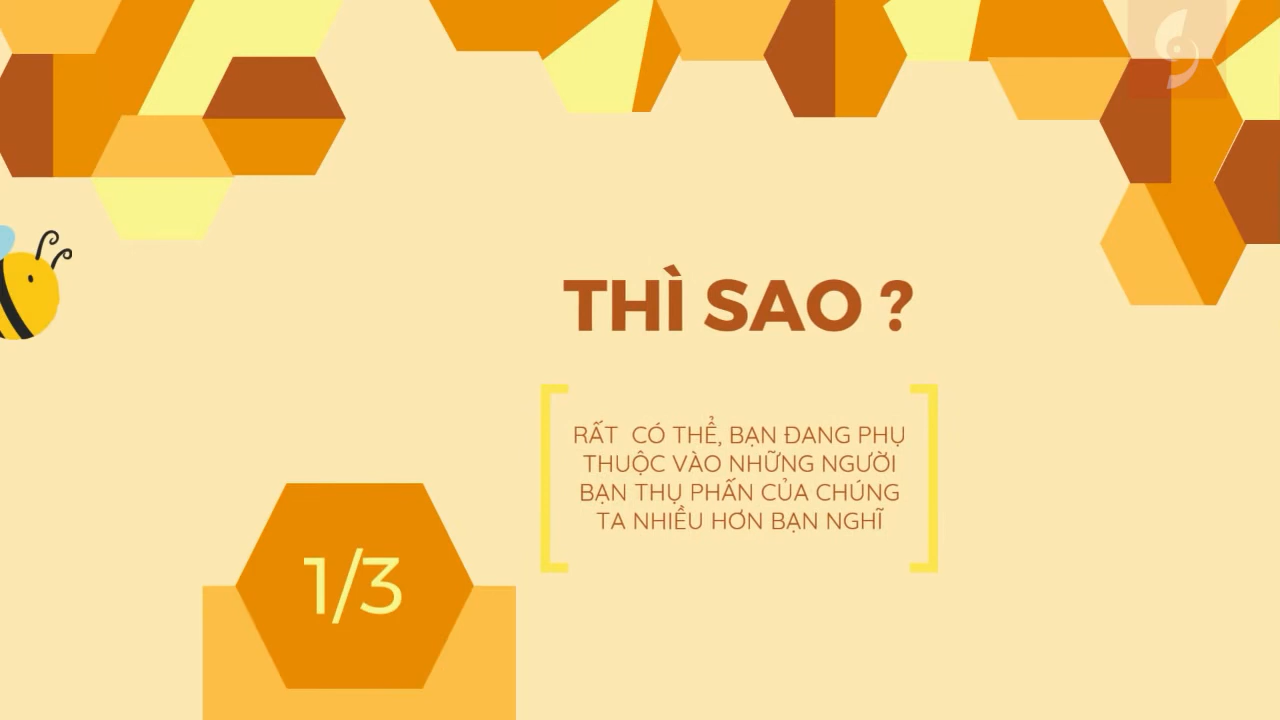 THÌ SAO ?
RẤT CÓ THỂ, BẠN ĐANG PHỤ
THUỘC VÀO NHỮNG NGƯỜI
BẠN THỤ PHẤN CỦA CHÚNG
TA NHIỀU HƠN BẠN NGHĨ
1/3